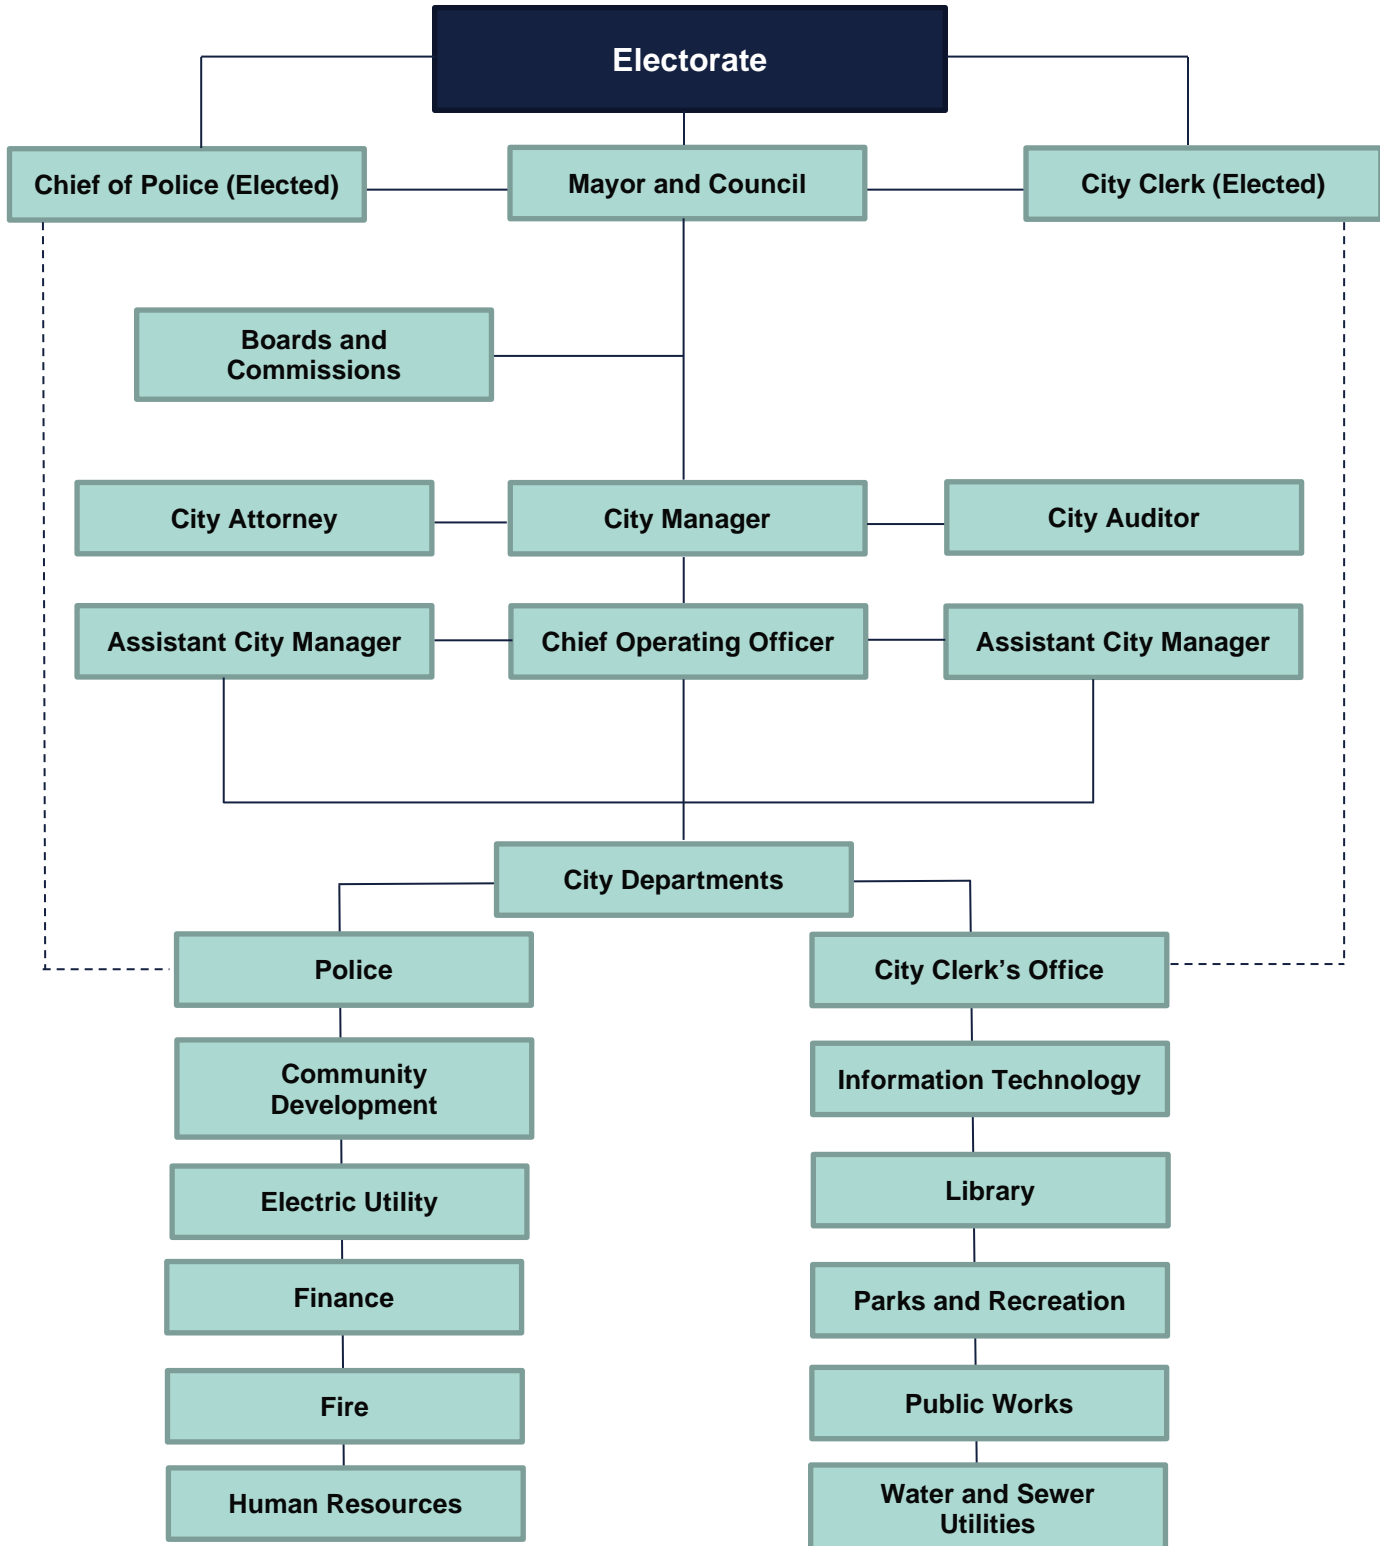 Electorate
Chief of Police (Elected)
Mayor and Council
City Clerk (Elected)
Boards and
Commissions
City Attorney
City Manager
City Auditor
Assistant City Manager
Chief Operating Officer
Assistant City Manager
City Departments
Police
City Clerk’s Office
Community
Development
Information Technology
Electric Utility
Library
Finance
Parks and Recreation
Fire
Public Works
Human Resources
Water and Sewer
Utilities